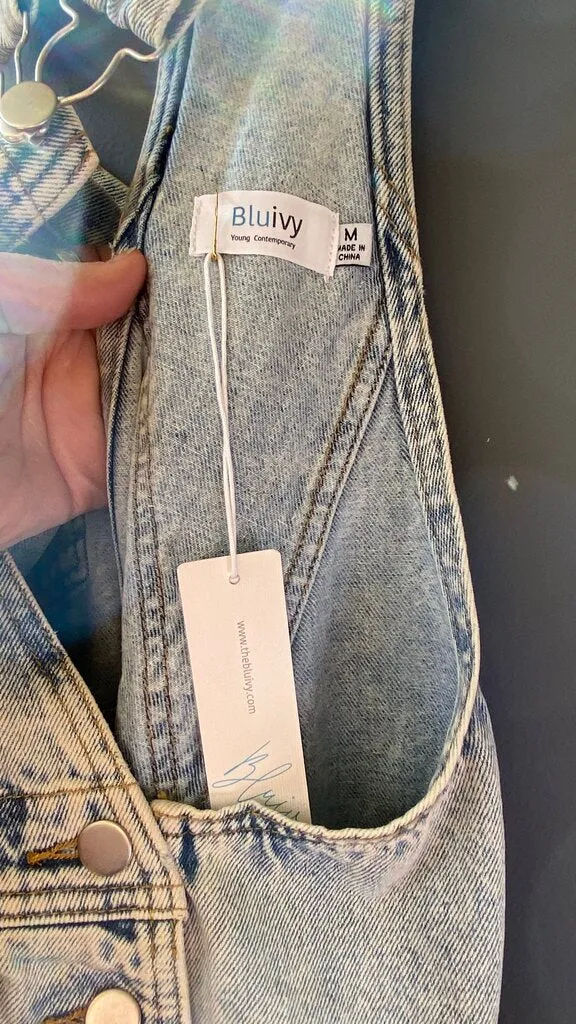 Bluivy
Young Contemporary
M
MADE IN
CHINA
www.thebluivy.com